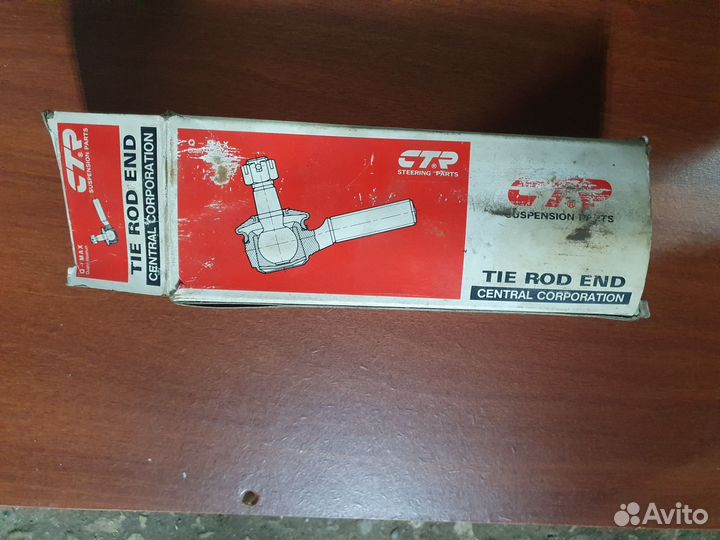 CTR
SUSPENSION PARTS
TIE ROD END
CENTRAL CORPORATION
Q
MAX
Q
MAX
CTR
STEERING PARTS
CTR
SUSPENSION PARTS
TIE ROD END
CENTRAL CORPORATION
Avito